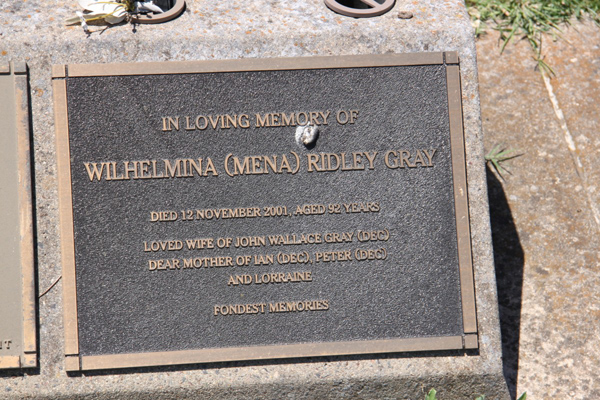 IN LOVING MEMORY OF
WILHELMINA (MENA) RIDLEY GRAY
DIED 12 NOVEMBER 2001, AGED 92 YEARS
LOVED WIFE OF JOHN WALLACE GRAY (DEC)
DEAR MOTHER OF IAN (DEC), PETER (DEC)
AND LORRAINE
FONDEST MEMORIES